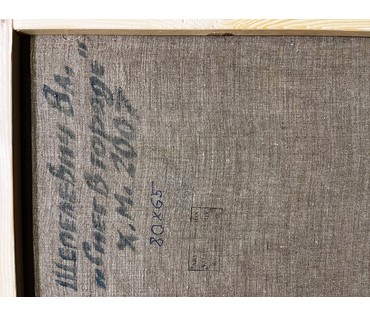 Шепелевич Вл.
"Снег в городе"
х.м. 2007
80×65